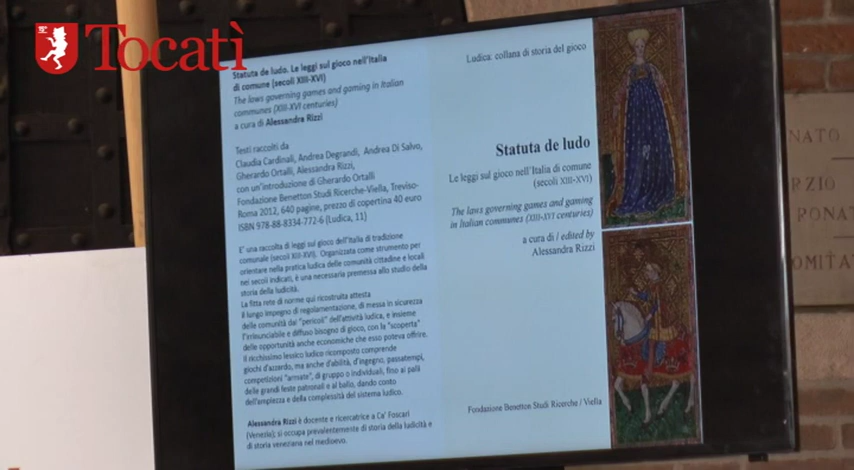 Tocatì
Statuta de ludo. Le leggi sul gioco nell'Italia
di comune (secoli XIII-XVI)
The laws governing games and gaming in Italian
communes (XIII-XVI centuries)
a cura di Alessandra Rizzi
Testi raccolti da
Claudia Cardinali, Andrea Degrandi, Andrea Di Salvo,
Gherardo Ortalli, Alessandra Rizzi,
con un'introduzione di Gherardo Ortalli
Fondazione Benetton Studi Ricerche-Viella, Treviso-
Roma 2012, 640 pagine, prezzo di copertina 40 euro
ISBN 978-88-8334-772-6 (Ludica, 11)
E' una raccolta di leggi sul gioco dell'Italia di tradizione
comunale (secoli XIII-XVI). Organizzata come strumento per
orientare nella pratica ludica delle comunità cittadine e locali
nei secoli indicati, è una necessaria premessa allo studio della
storia della ludicità.
La fitta rete di norme qui ricostruita attesta
il lungo impegno di regolamentazione, di messa in sicurezza
delle comunità dai "pericoli" dell'attività ludica, e insieme
l'irrinunciabile e diffuso bisogno di gioco, con la "scoperta"
delle opportunità anche economiche che esso poteva offrire.
Il ricchissimo lessico ludico ricomposto comprende
giochi d'azzardo, ma anche d'abilità, d'ingegno, passatempi,
competizioni "armate", di gruppo o individuali, fino ai palii
delle grandi feste patronali e al ballo, dando conto
dell'ampiezza e della complessità del sistema ludico.
Alessandra Rizzi è docente e ricercatrice a Ca' Foscari
(Venezia); si occupa prevalentemente di storia della ludicità e
di storia veneziana nel medioevo.
Ludica: collana di storia del gioco
Statuta de ludo
Le leggi sul gioco nell'Italia di comune
(secoli XIII-XVI)
The laws governing games and gaming
in Italian communes (XIII-XVI centuries)
a cura di / edited by
Alessandra Rizzi
Fondazione Benetton Studi Ricerche / Viella
NATO
RZIO
PONAT
OMITAT